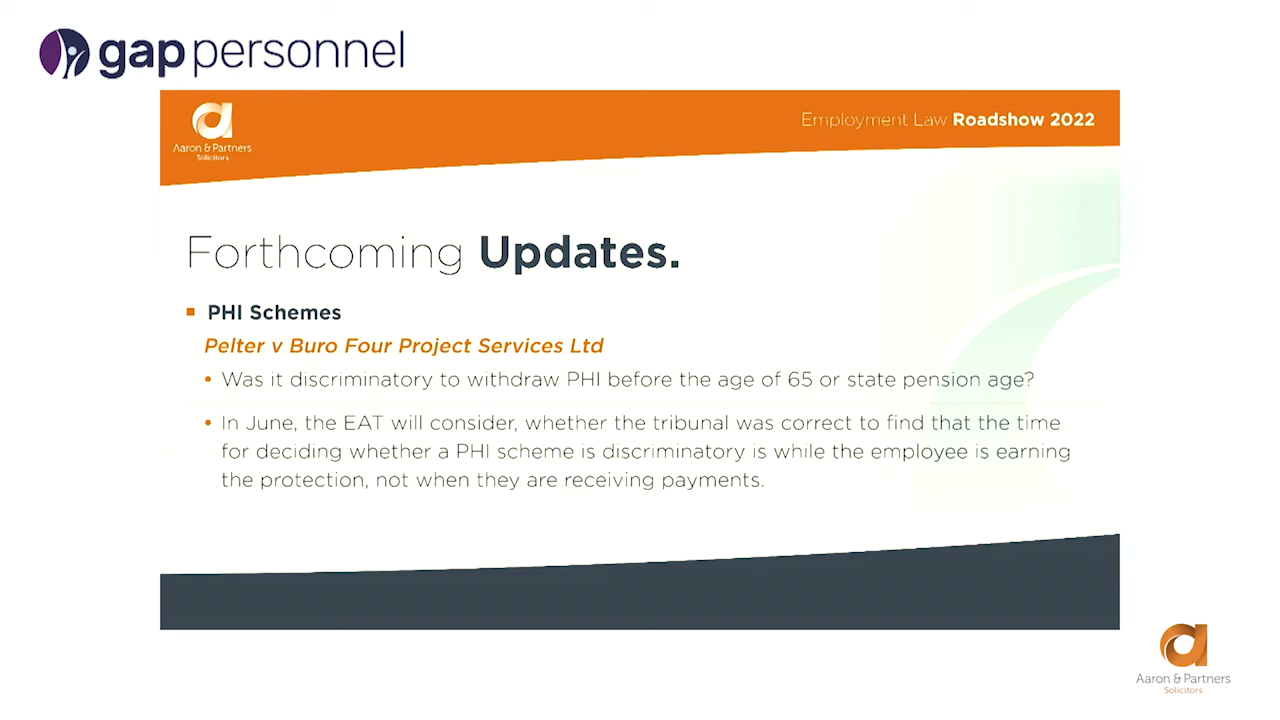 gap personnel
Aaron & Partners
Solicitors
Employment Law Roadshow 2022
Forthcoming Updates.
PHI Schemes
Pelter v Buro Four Project Services Ltd
• Was it discriminatory to withdraw PHI before the age of 65 or state pension age?
• In June, the EAT will consider, whether the tribunal was correct to find that the time
for deciding whether a PHI scheme is discriminatory is while the employee is earning
the protection, not when they are receiving payments.
Aaron & Partners
Solicitors